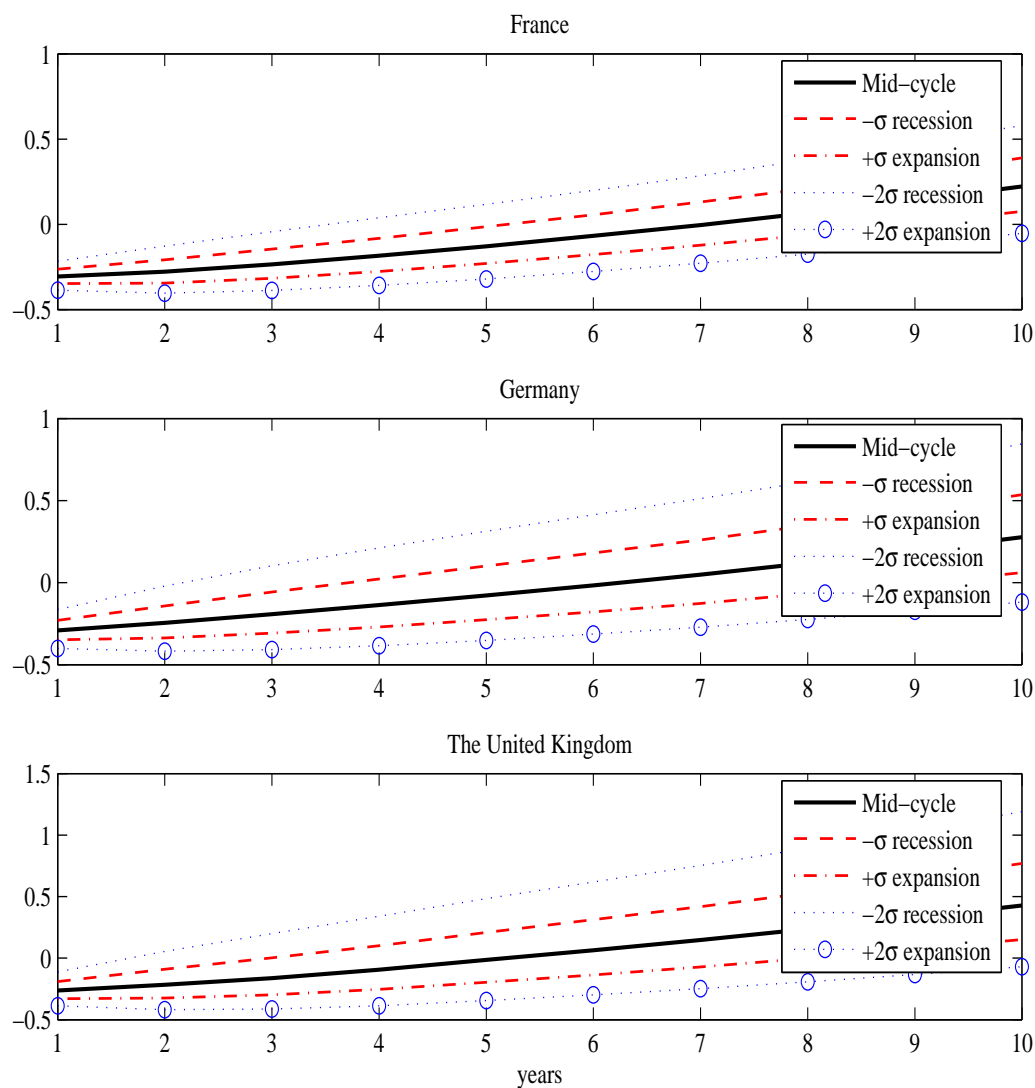 France
1
0.5
0
−0.5
1 2 3 4 5 6 7 8 9 10
Mid−cycle
−σ recession
+σ expansion
−2σ recession
+2σ expansion
Germany
1
0.5
0
−0.5
1 2 3 4 5 6 7 8 9 10
Mid−cycle
−σ recession
+σ expansion
−2σ recession
+2σ expansion
The United Kingdom
1.5
1
0.5
0
−0.5
1 2 3 4 5 6 7 8 9 10
Mid−cycle
−σ recession
+σ expansion
−2σ recession
+2σ expansion
years